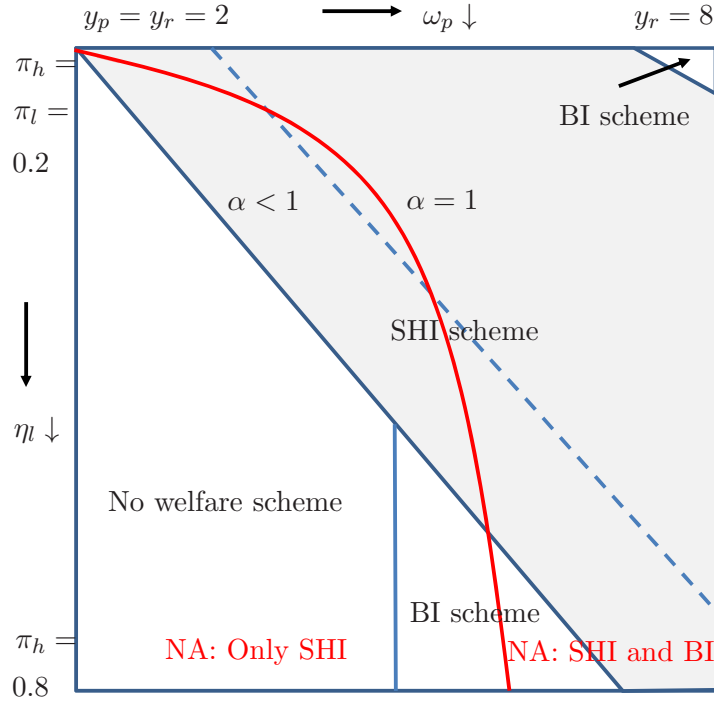 y_p = y_r = 2
ω_p ↓
y_r = 8
π_h =
π_l =
0.2
BI scheme
α < 1
α = 1
SHI scheme
η_l ↓
No welfare scheme
BI scheme
π_h =
0.8
NA: Only SHI
NA: SHI and BI